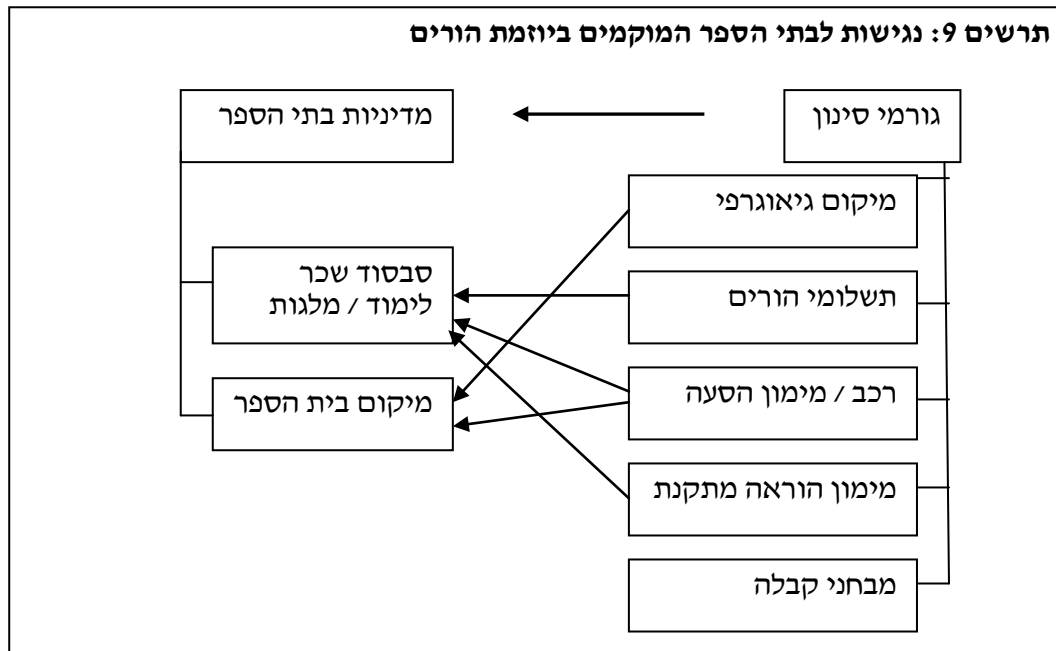 תרשים 9: נגישות לבתי הספר המוקמים ביוזמת הורים
גורמי סינון
מדיניות בתי הספר
מיקום גיאוגרפי
תשלומי הורים
רכב / מימון הסעה
מימון הוראה מתקנת
מבחני קבלה
סבסוד שכר
לימוד / מלגות
מיקום בית הספר